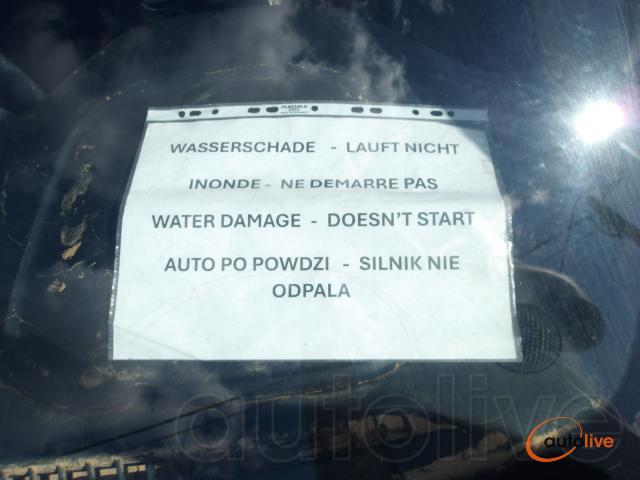 DURABLE
WASSERSCHADE - LAUFT NICHT
INONDE - NE DEMARRE PAS
WATER DAMAGE - DOESN'T START
AUTO PO POWDZI - SILNIK NIE
ODPALA
autolive
autolive